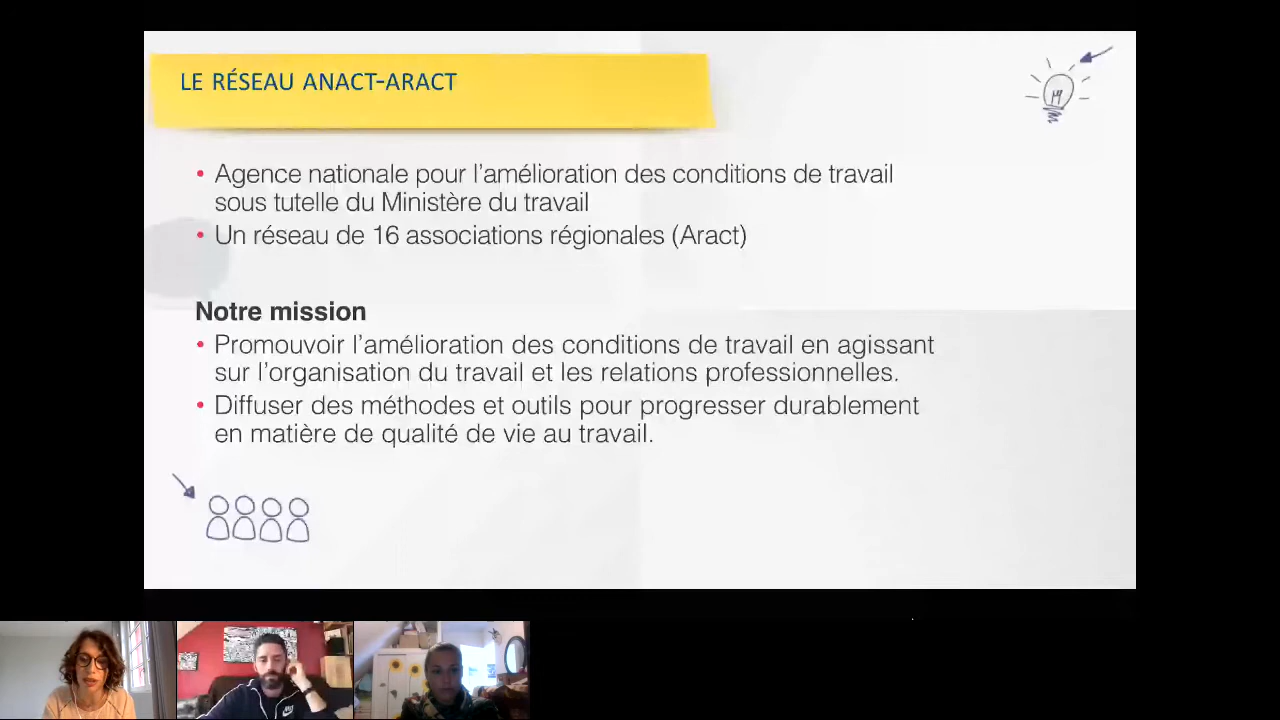 LE RÉSEAU ANACT-ARACT
• Agence nationale pour l'amélioration des conditions de travail
sous tutelle du Ministère du travail
• Un réseau de 16 associations régionales (Aract)
Notre mission
• Promouvoir l'amélioration des conditions de travail en agissant
sur l'organisation du travail et les relations professionnelles.
• Diffuser des méthodes et outils pour progresser durablement
en matière de qualité de vie au travail.